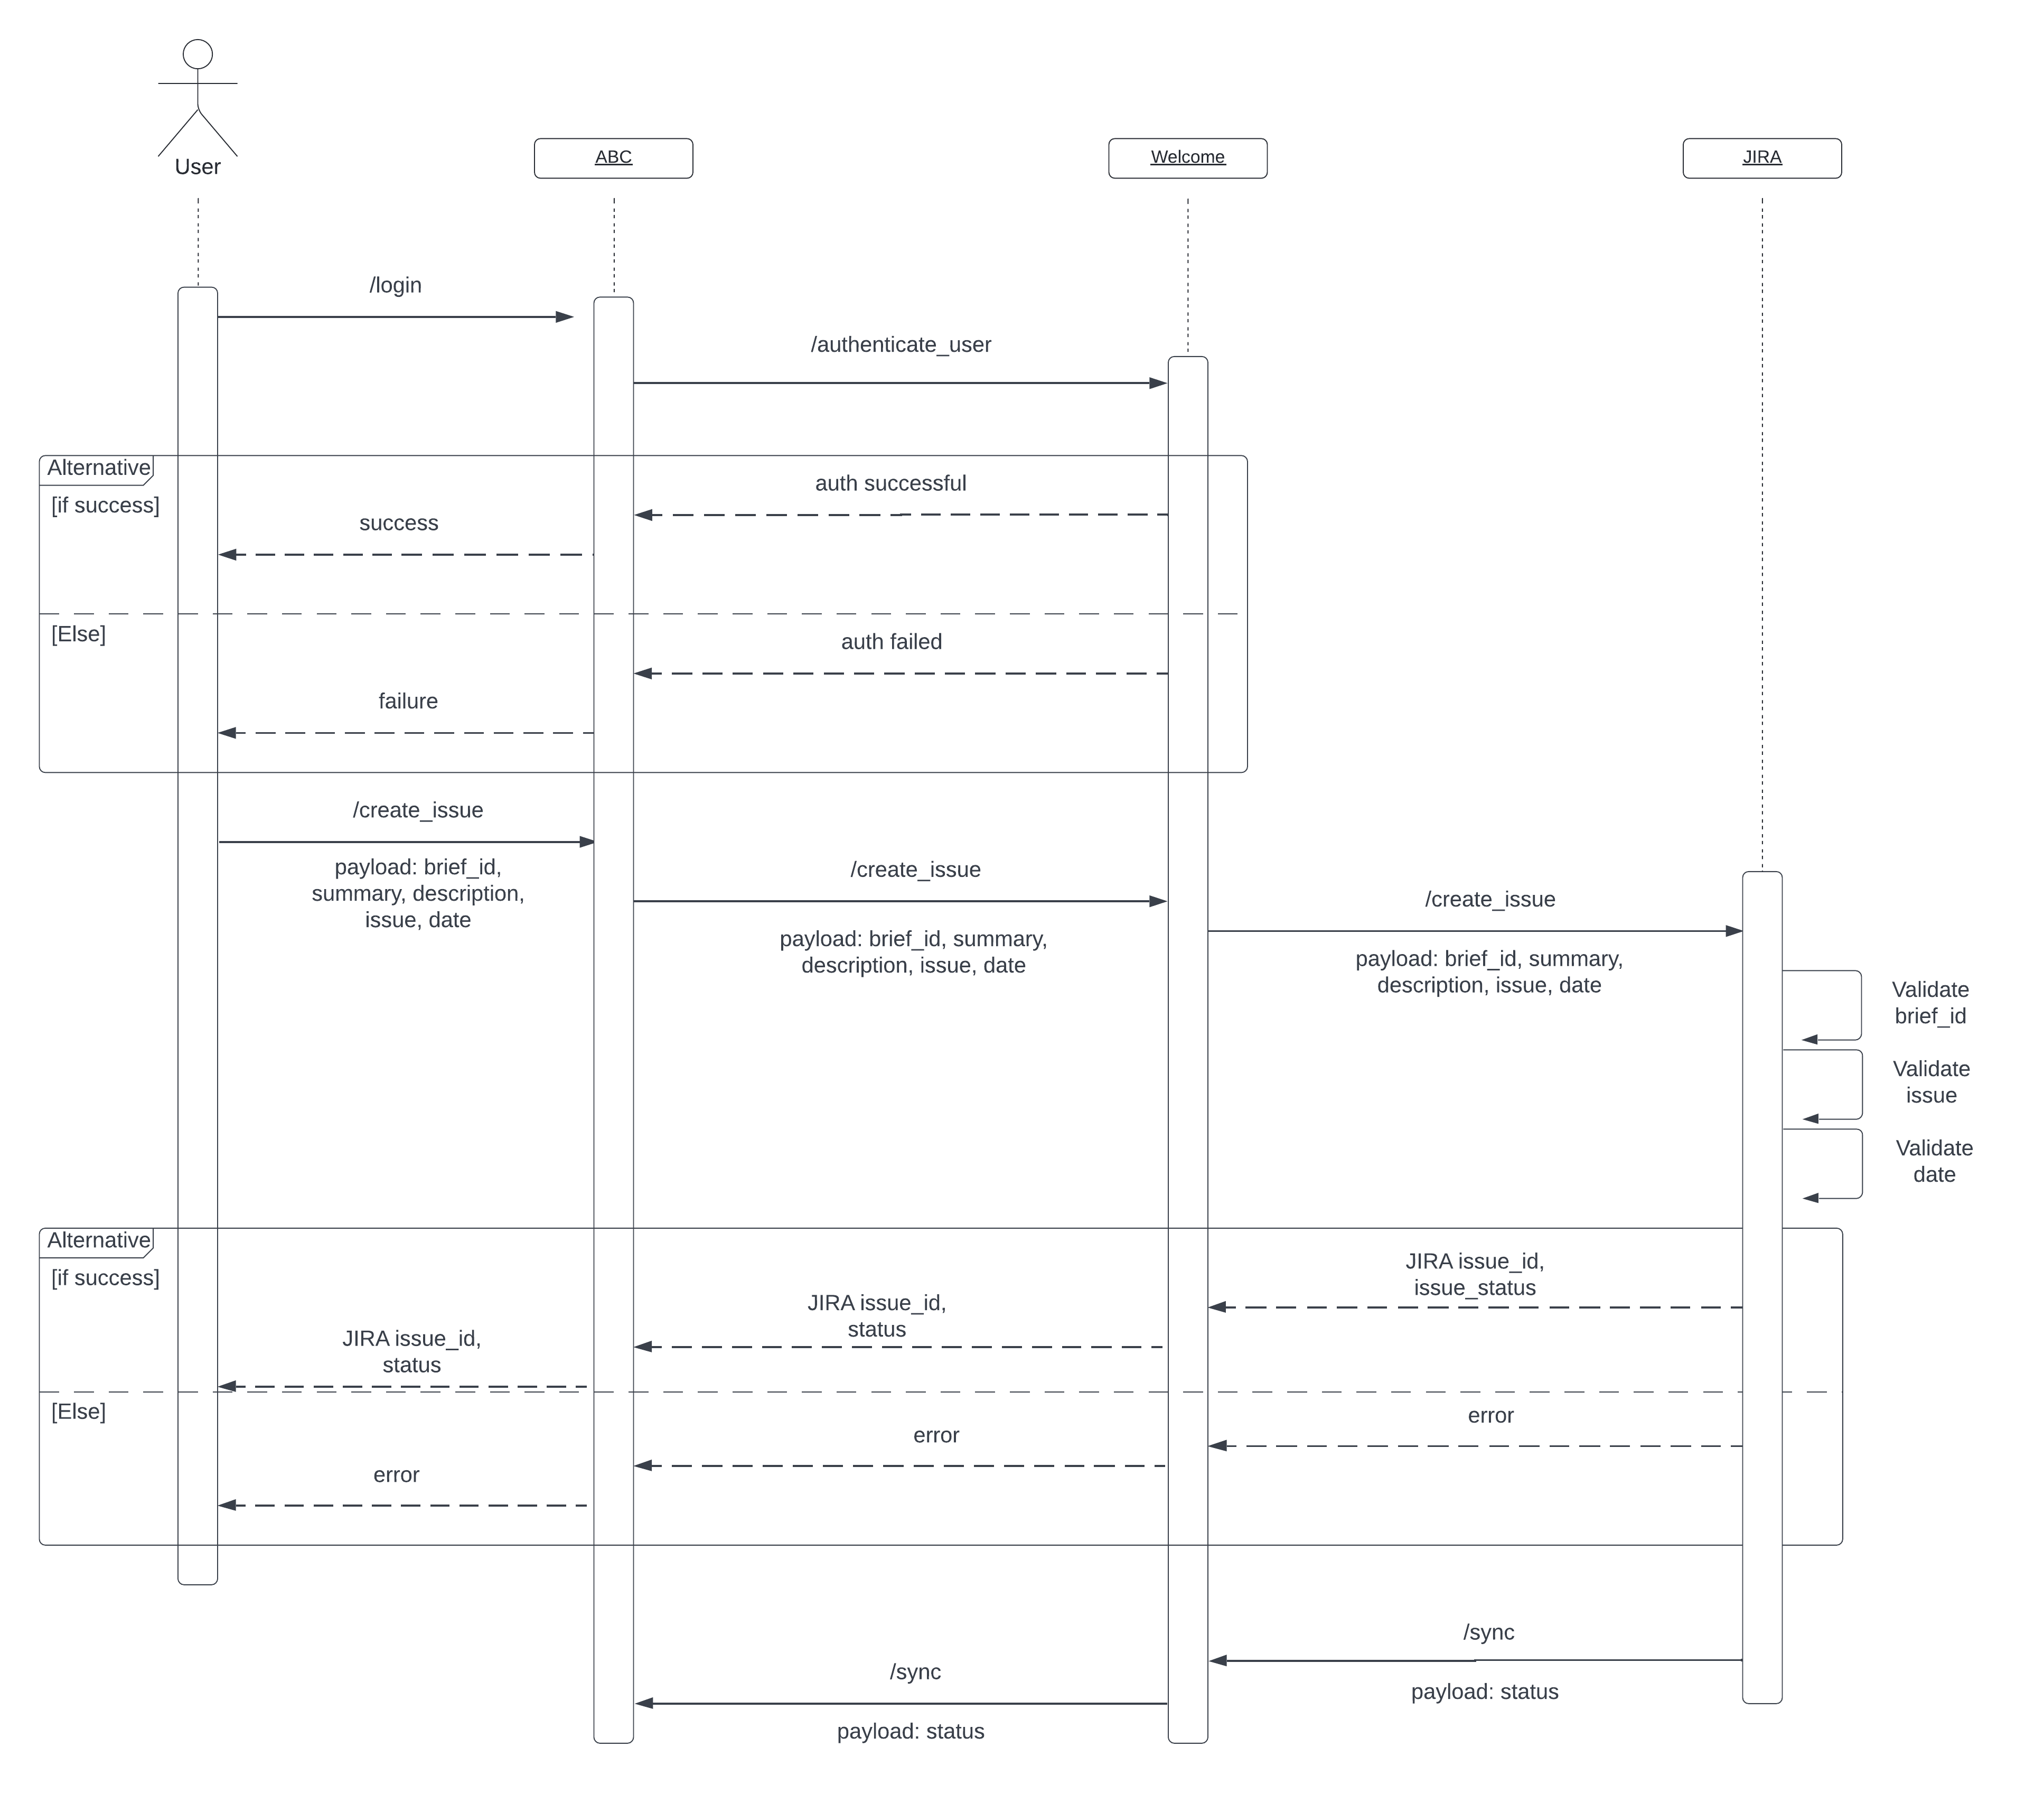 User
ABC
Welcome
JIRA
/login
/authenticate_user
Alternative
[if success]
auth successful
success
[Else]
auth failed
failure
/create_issue
payload: brief_id,
summary, description,
issue, date
/create_issue
payload: brief_id, summary,
description, issue, date
/create_issue
payload: brief_id, summary,
description, issue, date
Validate
brief_id
Validate
issue
Validate
date
Alternative
[if success]
JIRA issue_id,
issue_status
JIRA issue_id,
status
JIRA issue_id,
status
[Else]
error
error
error
/sync
payload: status
/sync
payload: status